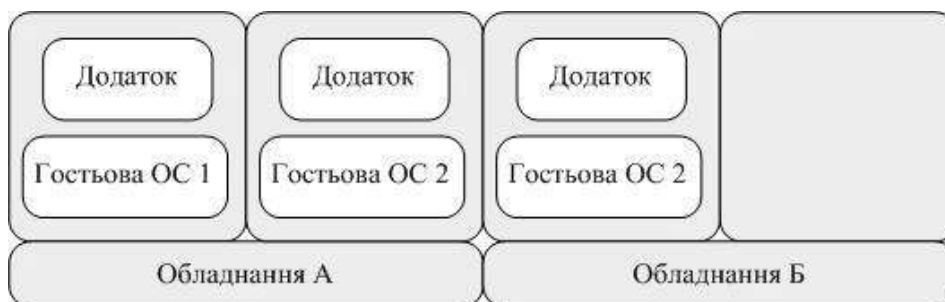 Додаток
Додаток
Додаток
Гостьова ОС 1
Гостьова ОС 2
Гостьова ОС 2
Обладнання А
Обладнання Б